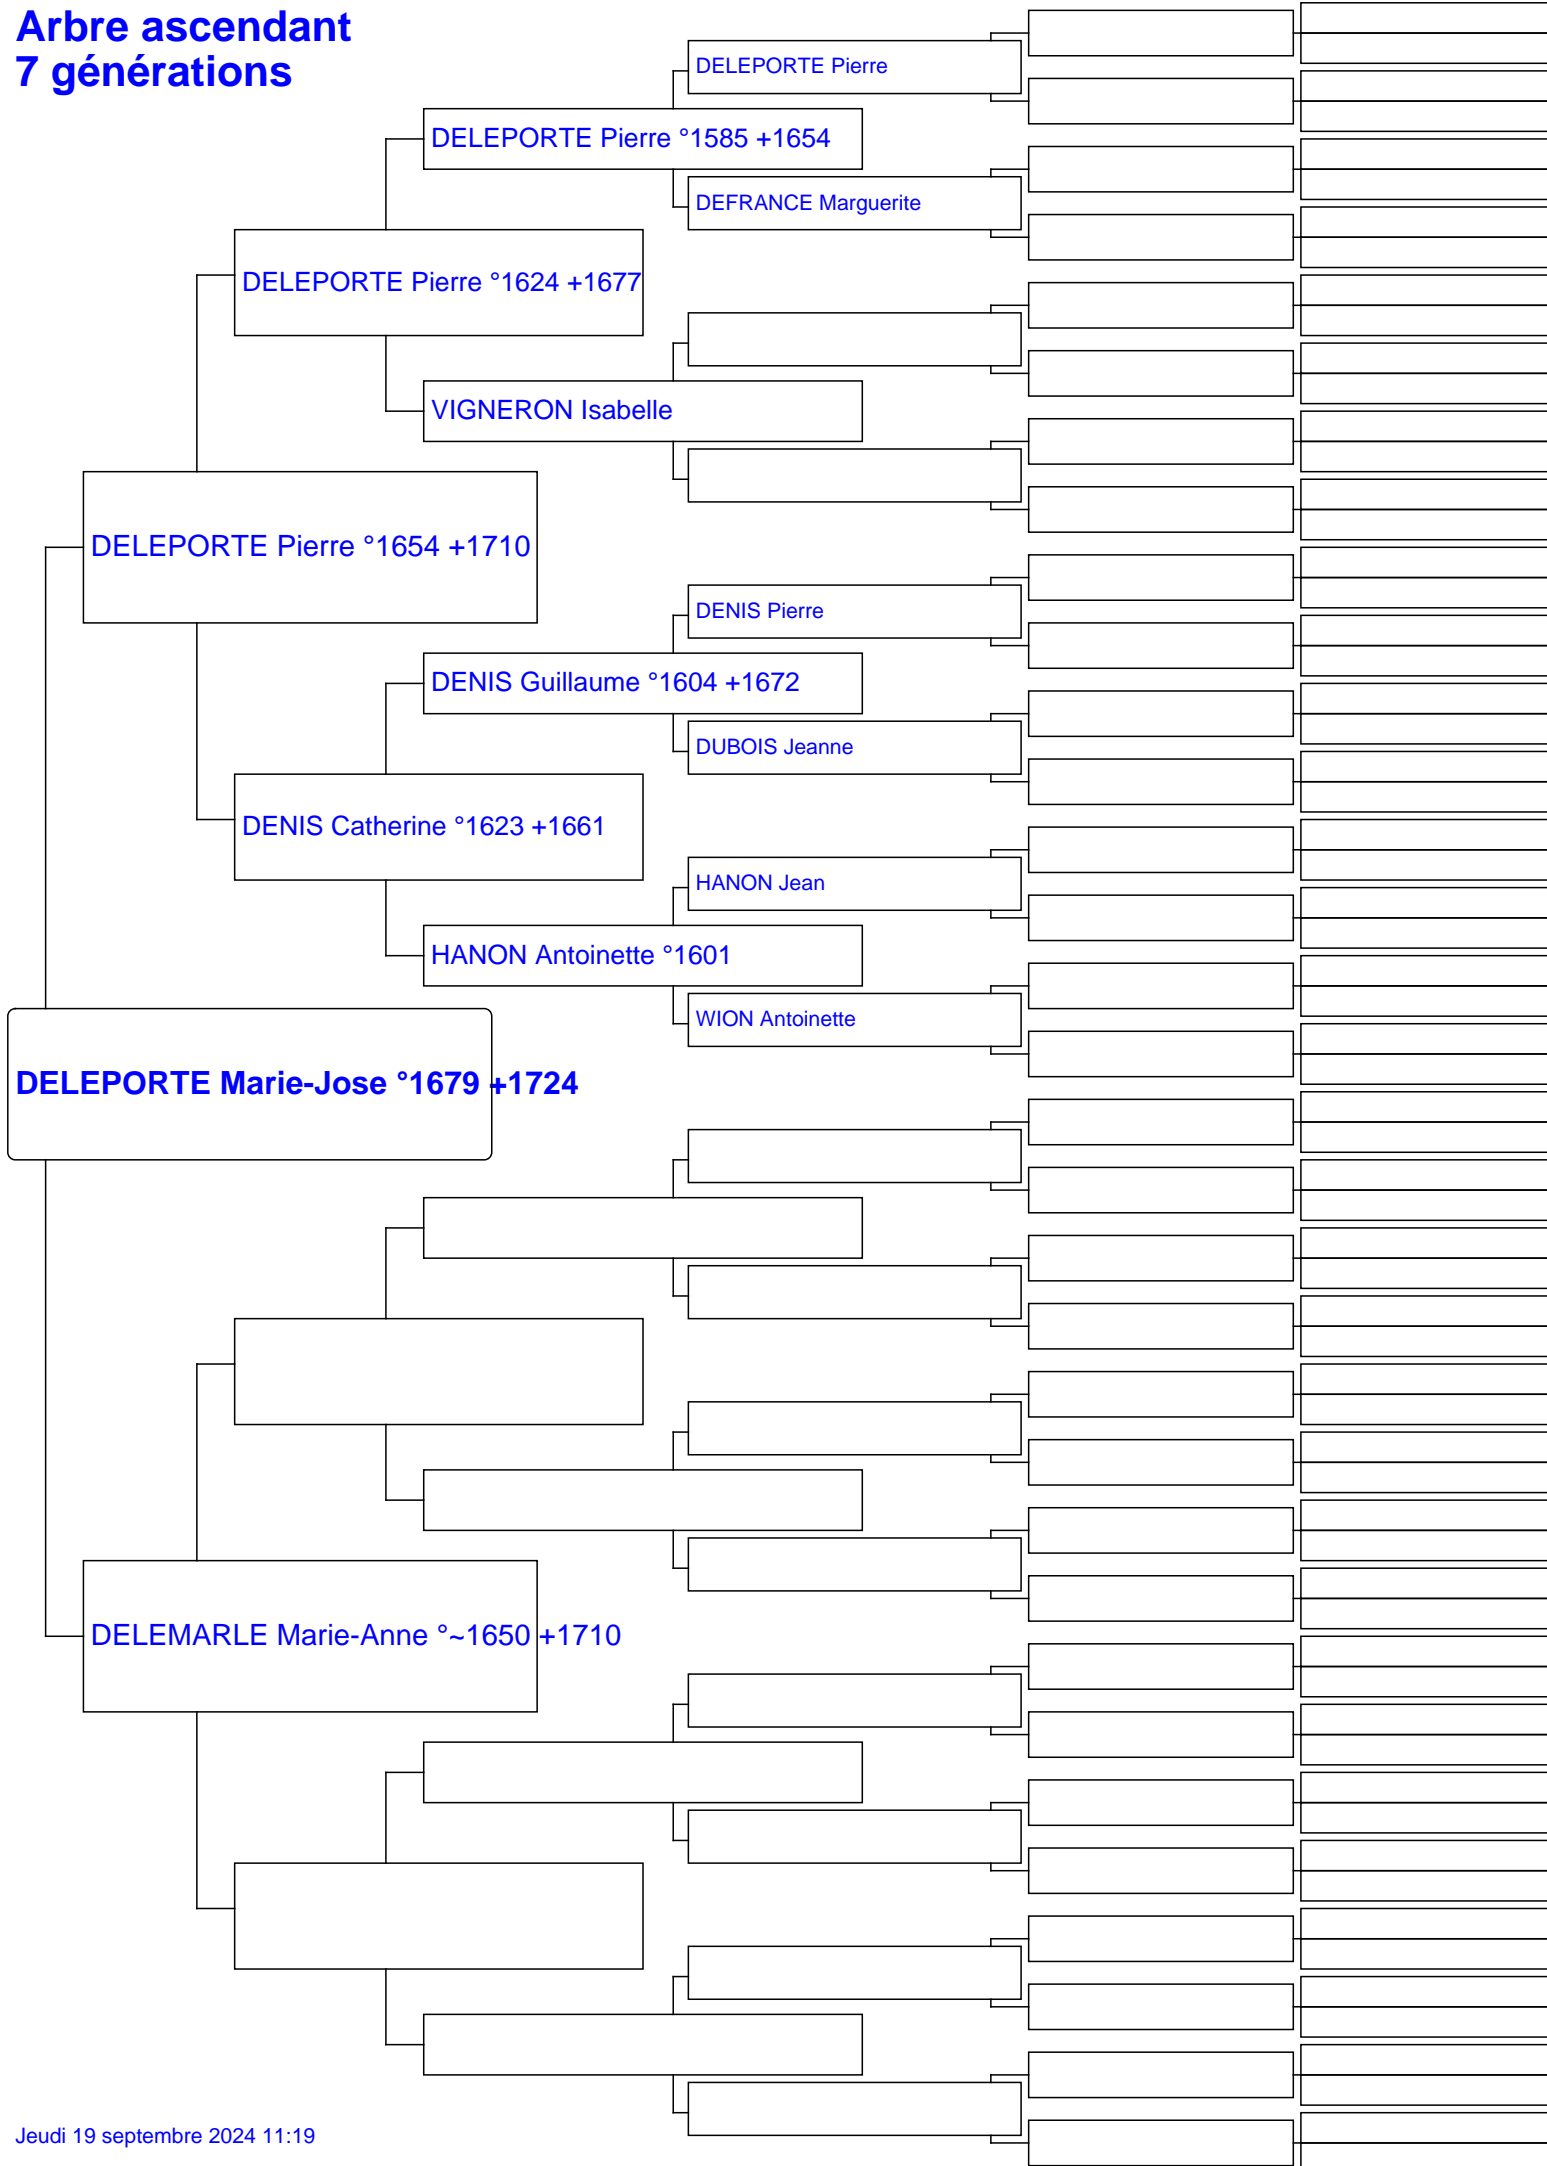 Arbre ascendant
7 générations
DELEPORTE Pierre
DELEPORTE Pierre °1585 +1654
DEFRANCE Marguerite
DELEPORTE Pierre °1624 +1677
VIGNERON Isabelle
DELEPORTE Pierre °1654 +1710
DENIS Pierre
DENIS Guillaume °1604 +1672
DUBOIS Jeanne
DENIS Catherine °1623 +1661
HANON Jean
HANON Antoinette °1601
WION Antoinette
DELEPORTE Marie-Jose °1679 +1724
DELEMARLE Marie-Anne °~1650 +1710
Jeudi 19 septembre 2024 11:19